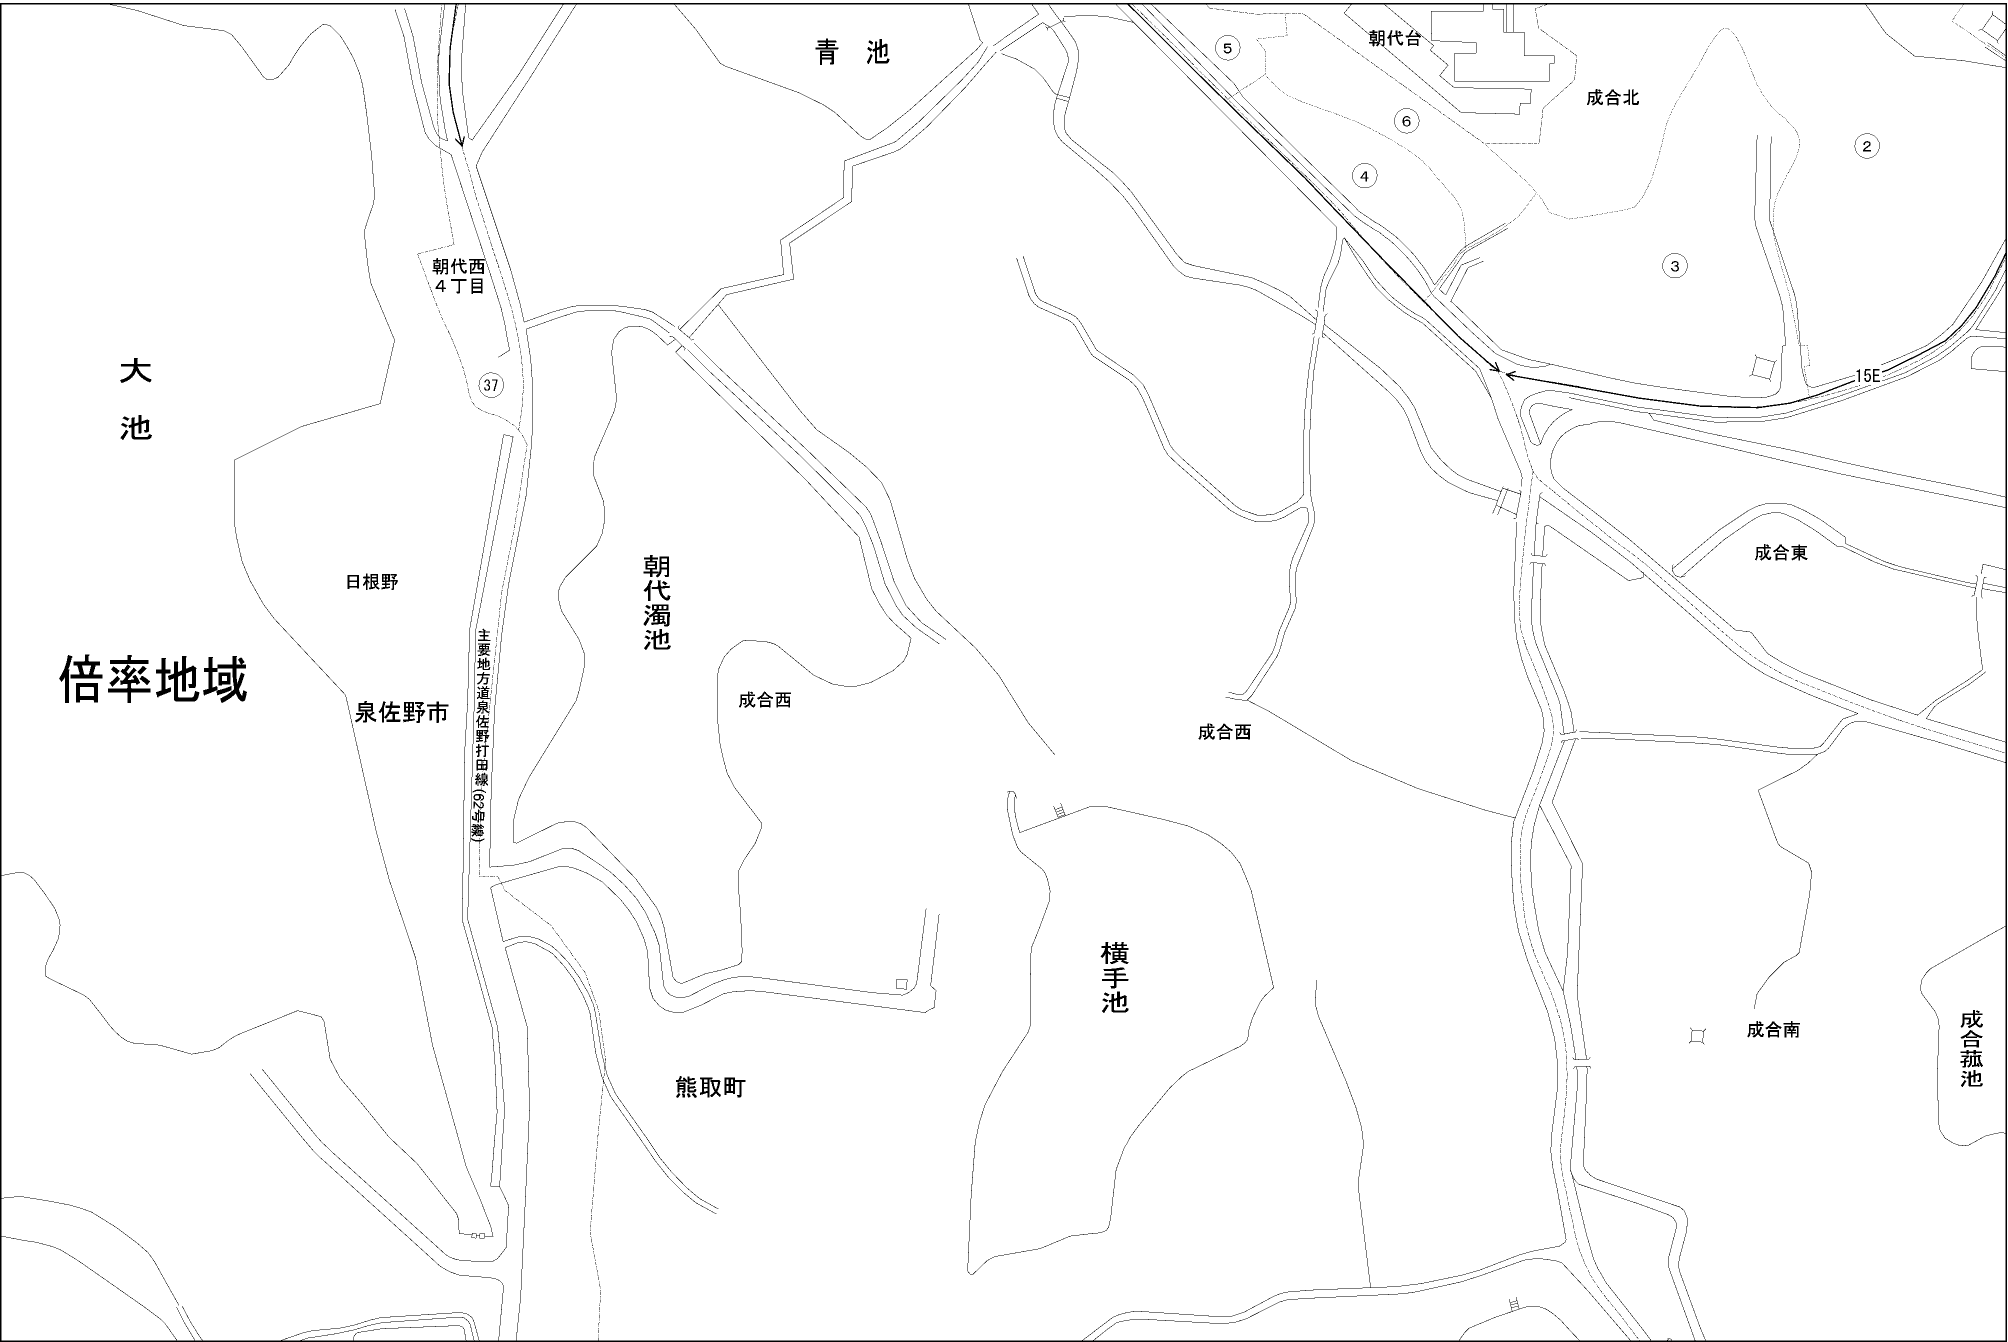 青池
朝代台
⑤
成合北
⑥
②
④
朝代西
4丁目
③
大池
㊲
15E
成合東
朝代濁池
日根野
主要地方道泉佐野打田線(62号線)
倍率地域
泉佐野市
成合西
成合西
横手池
成合南
成合菰池
熊取町